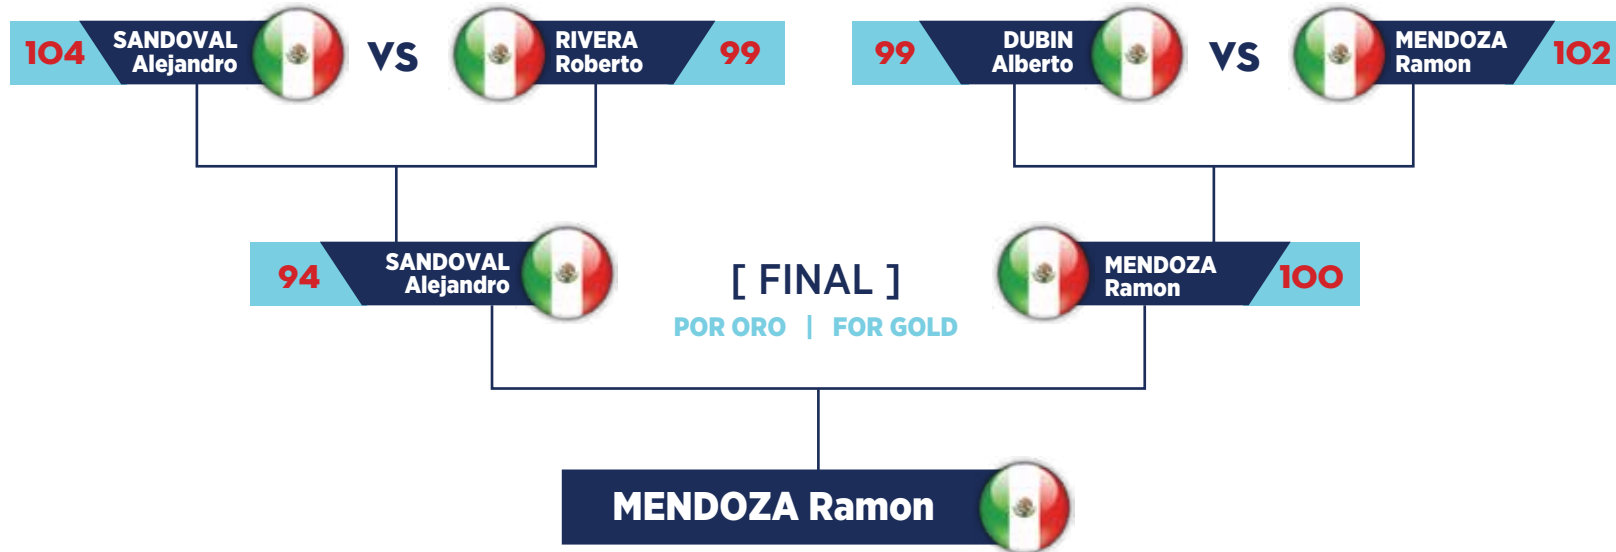 104 SANDOVAL Alejandro VS RIVERA Roberto 99
99 DUBIN Alberto VS MENDOZA Ramon 102
94 SANDOVAL Alejandro
[ FINAL ]
POR ORO | FOR GOLD
MENDOZA Ramon 100
MENDOZA Ramon